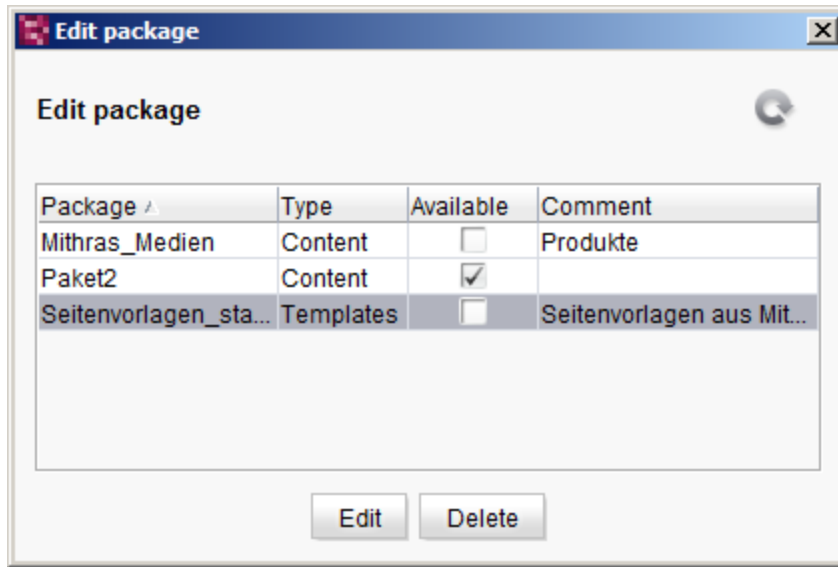 Edit package
Edit package
Package Type Available Comment
Mithras_Medien Content Produkte
Paket2 Content
Seitenvorlagen_sta... Templates Seitenvorlagen aus Mit...
Edit Delete